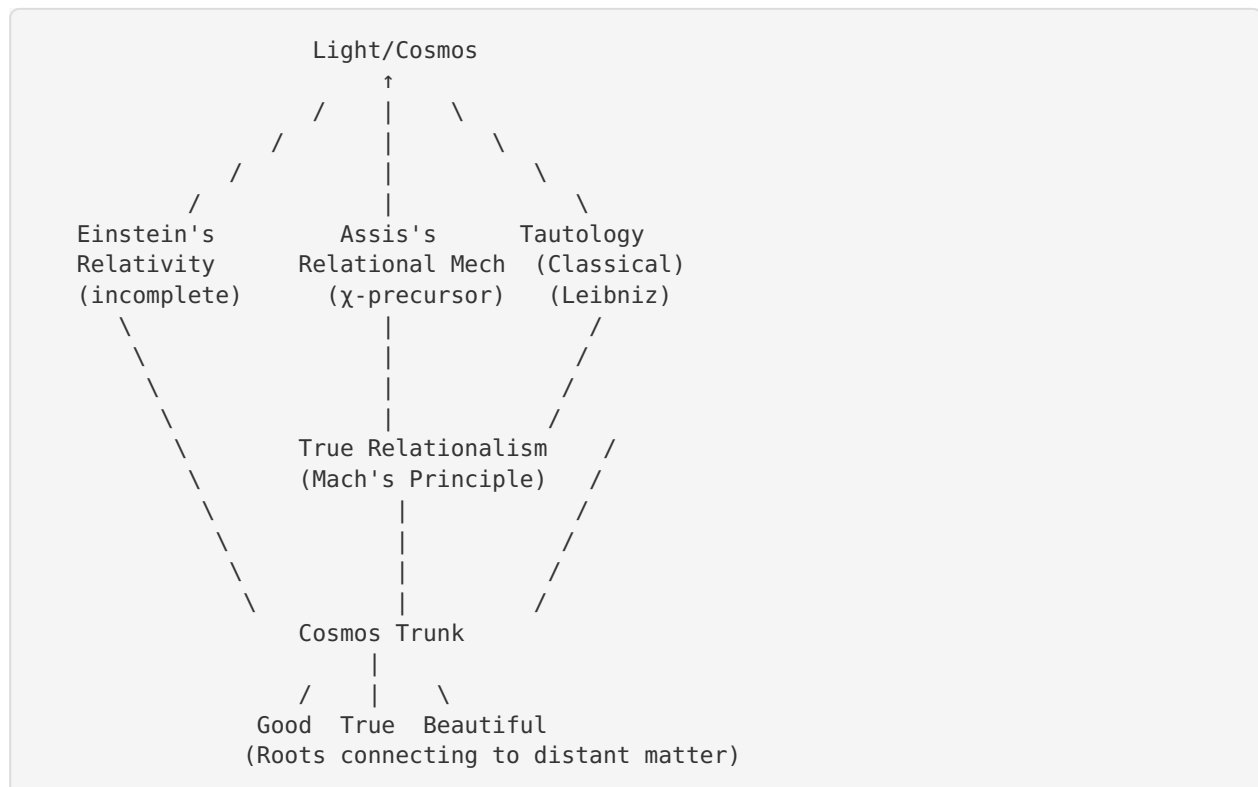 Light/Cosmos
↑
/ | \
/ | \
/ | \
/ | \
Einstein's Assis's Tautology
Relativity Relational Mech (Classical)
(incomplete) (χ-precursor) (Leibniz)
\ | /
\ | /
\ | /
\ | /
\ True Relationalism /
\ (Mach's Principle) /
\ | /
\ | /
\ | /
\ | /
Cosmos Trunk
|
/ | \
Good True Beautiful
(Roots connecting to distant matter)